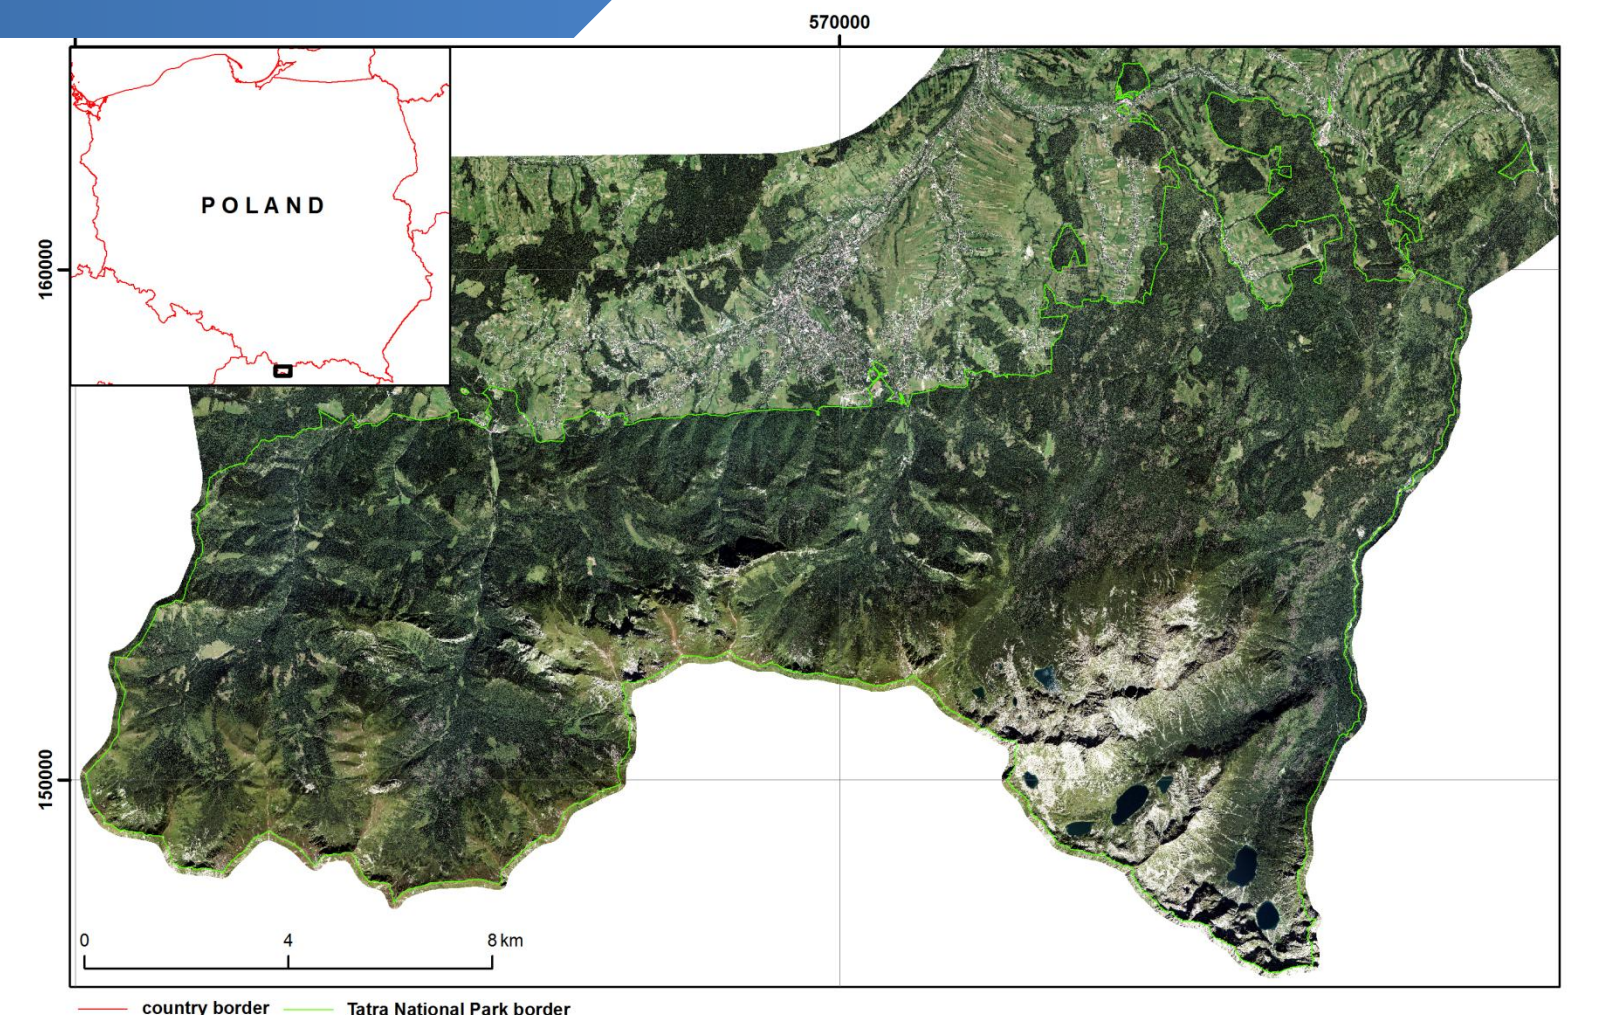 570000
POLAND
160000
150000
0 4 8 km
country border Tatra National Park border